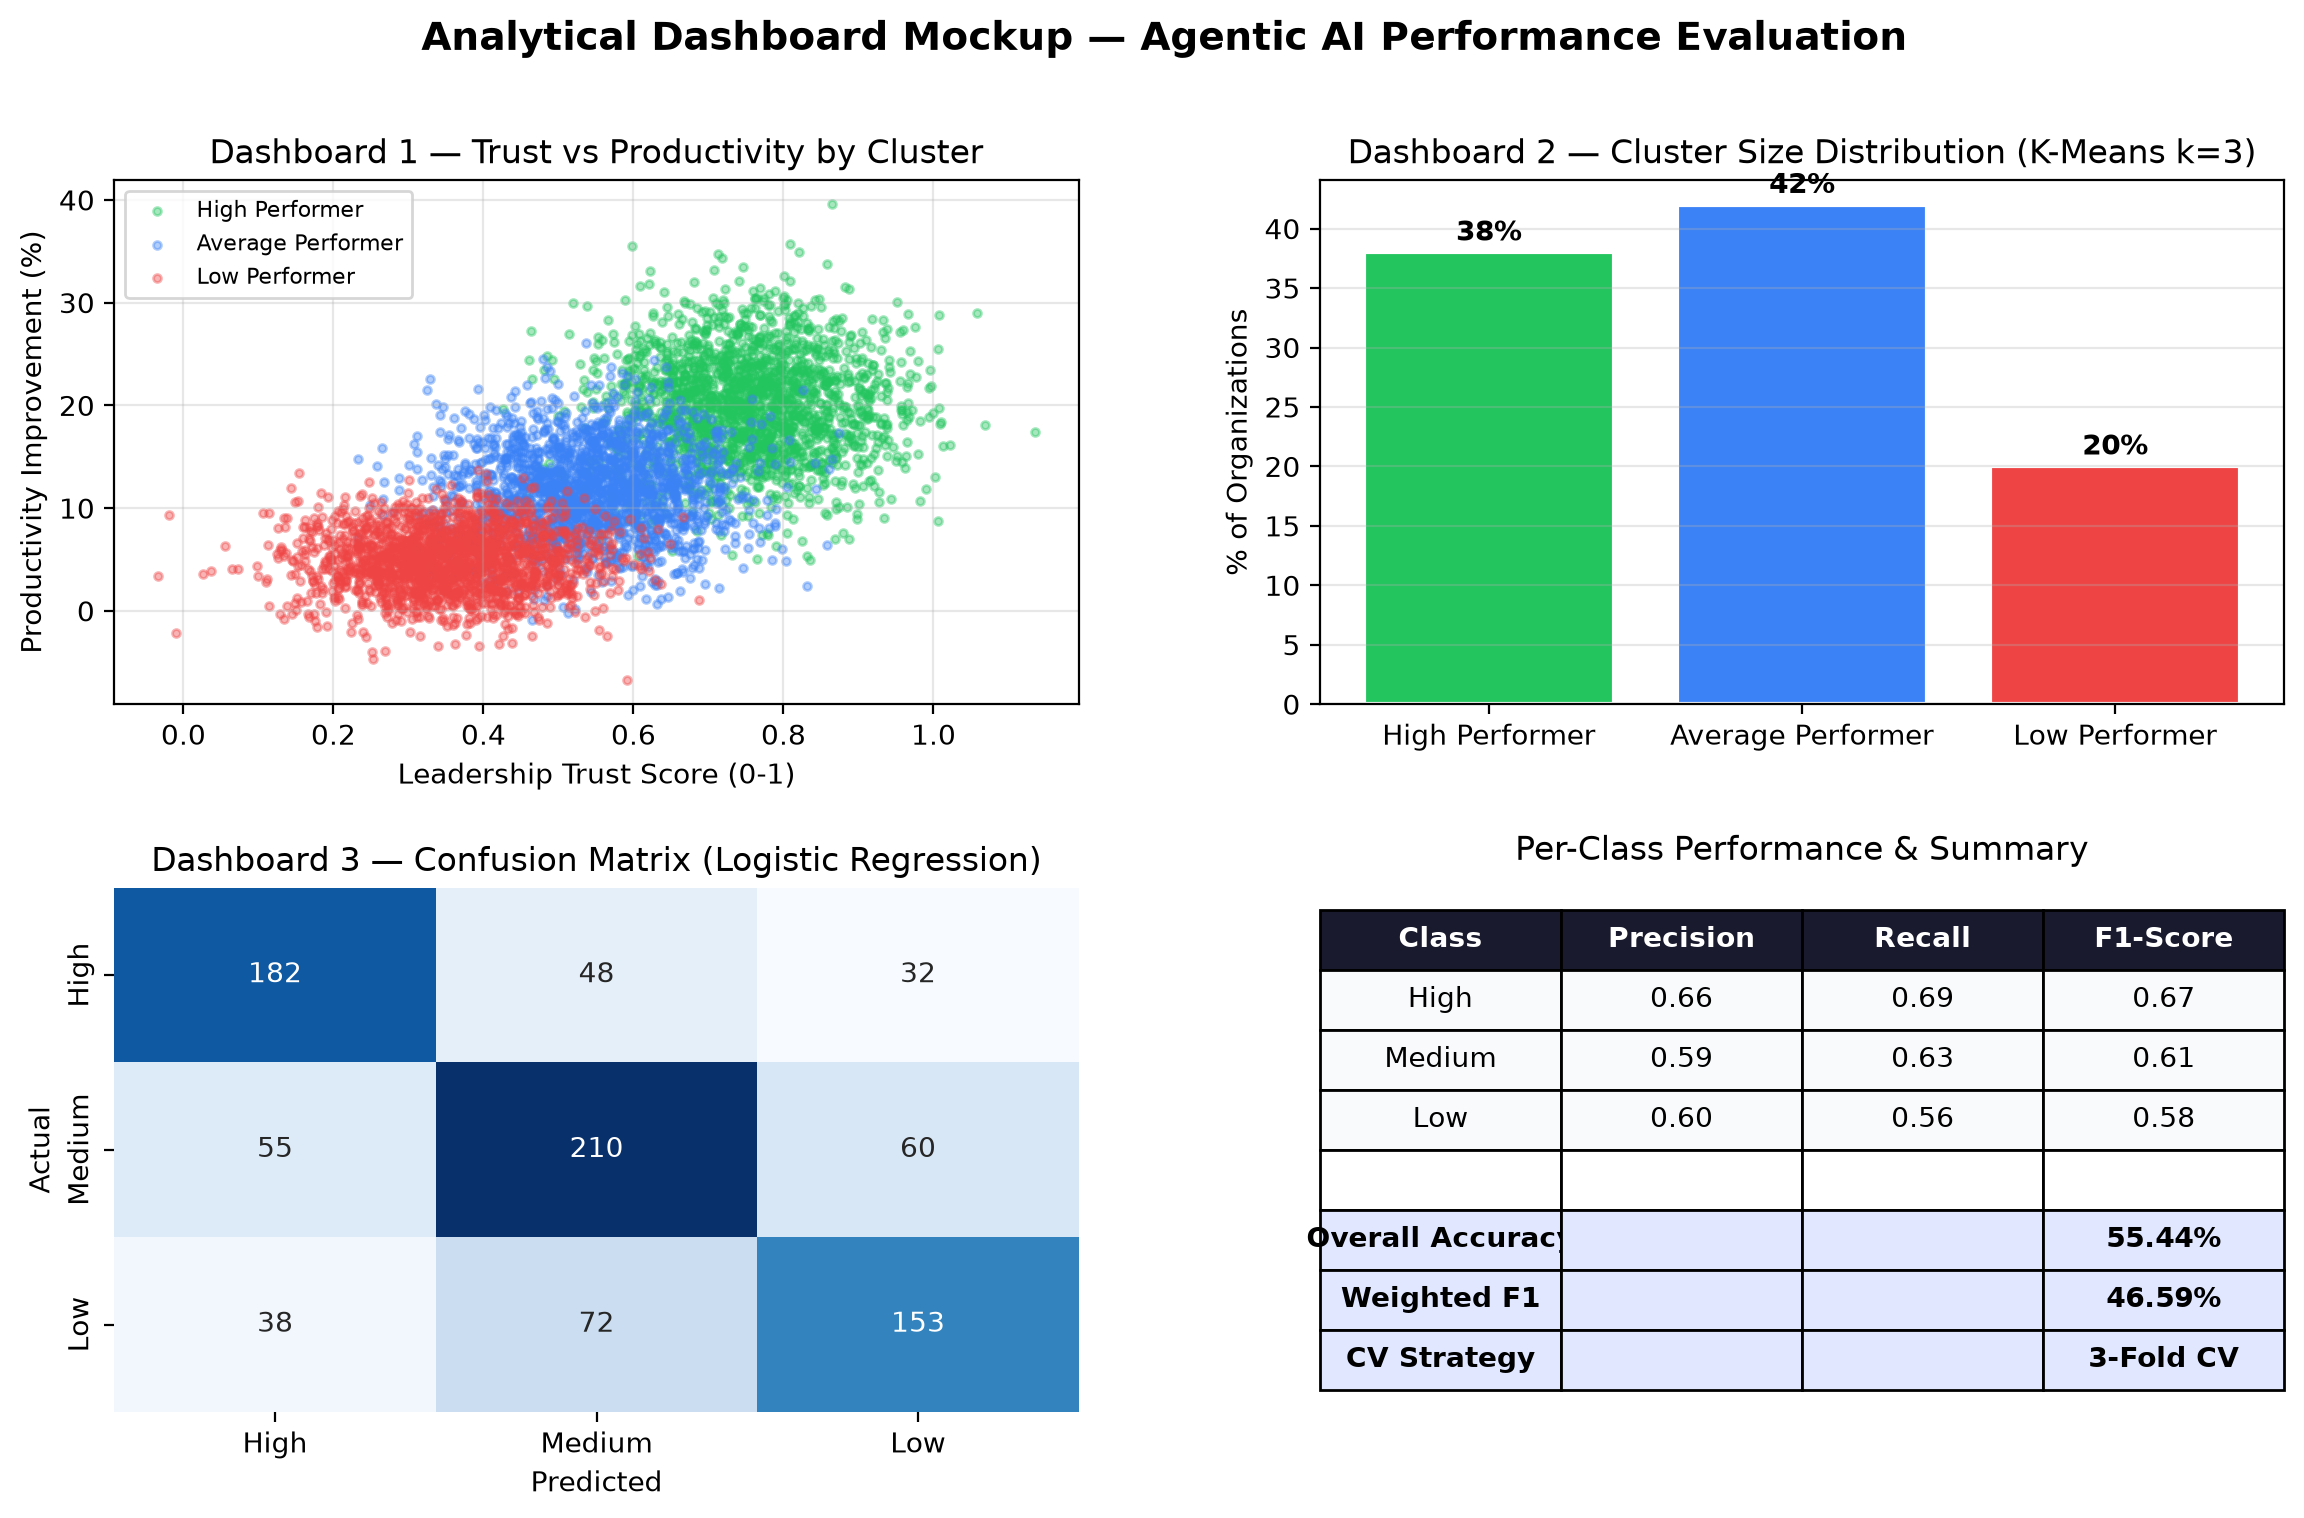 Analytical Dashboard Mockup — Agentic AI Performance Evaluation
Dashboard 1 — Trust vs Productivity by Cluster
High Performer
Average Performer
Low Performer
Productivity Improvement (%)
40
30
20
10
0
0.0 0.2 0.4 0.6 0.8 1.0
Leadership Trust Score (0-1)
Dashboard 2 — Cluster Size Distribution (K-Means k=3)
% of Organizations
40
35
30
25
20
15
10
5
0
38%
42%
20%
High Performer Average Performer Low Performer
Dashboard 3 — Confusion Matrix (Logistic Regression)
Actual
High 182 48 32
Medium 55 210 60
Low 38 72 153
High Medium Low
Predicted
Per-Class Performance & Summary
Class Precision Recall F1-Score
High 0.66 0.69 0.67
Medium 0.59 0.63 0.61
Low 0.60 0.56 0.58
Overall Accuracy 55.44%
Weighted F1 46.59%
CV Strategy 3-Fold CV